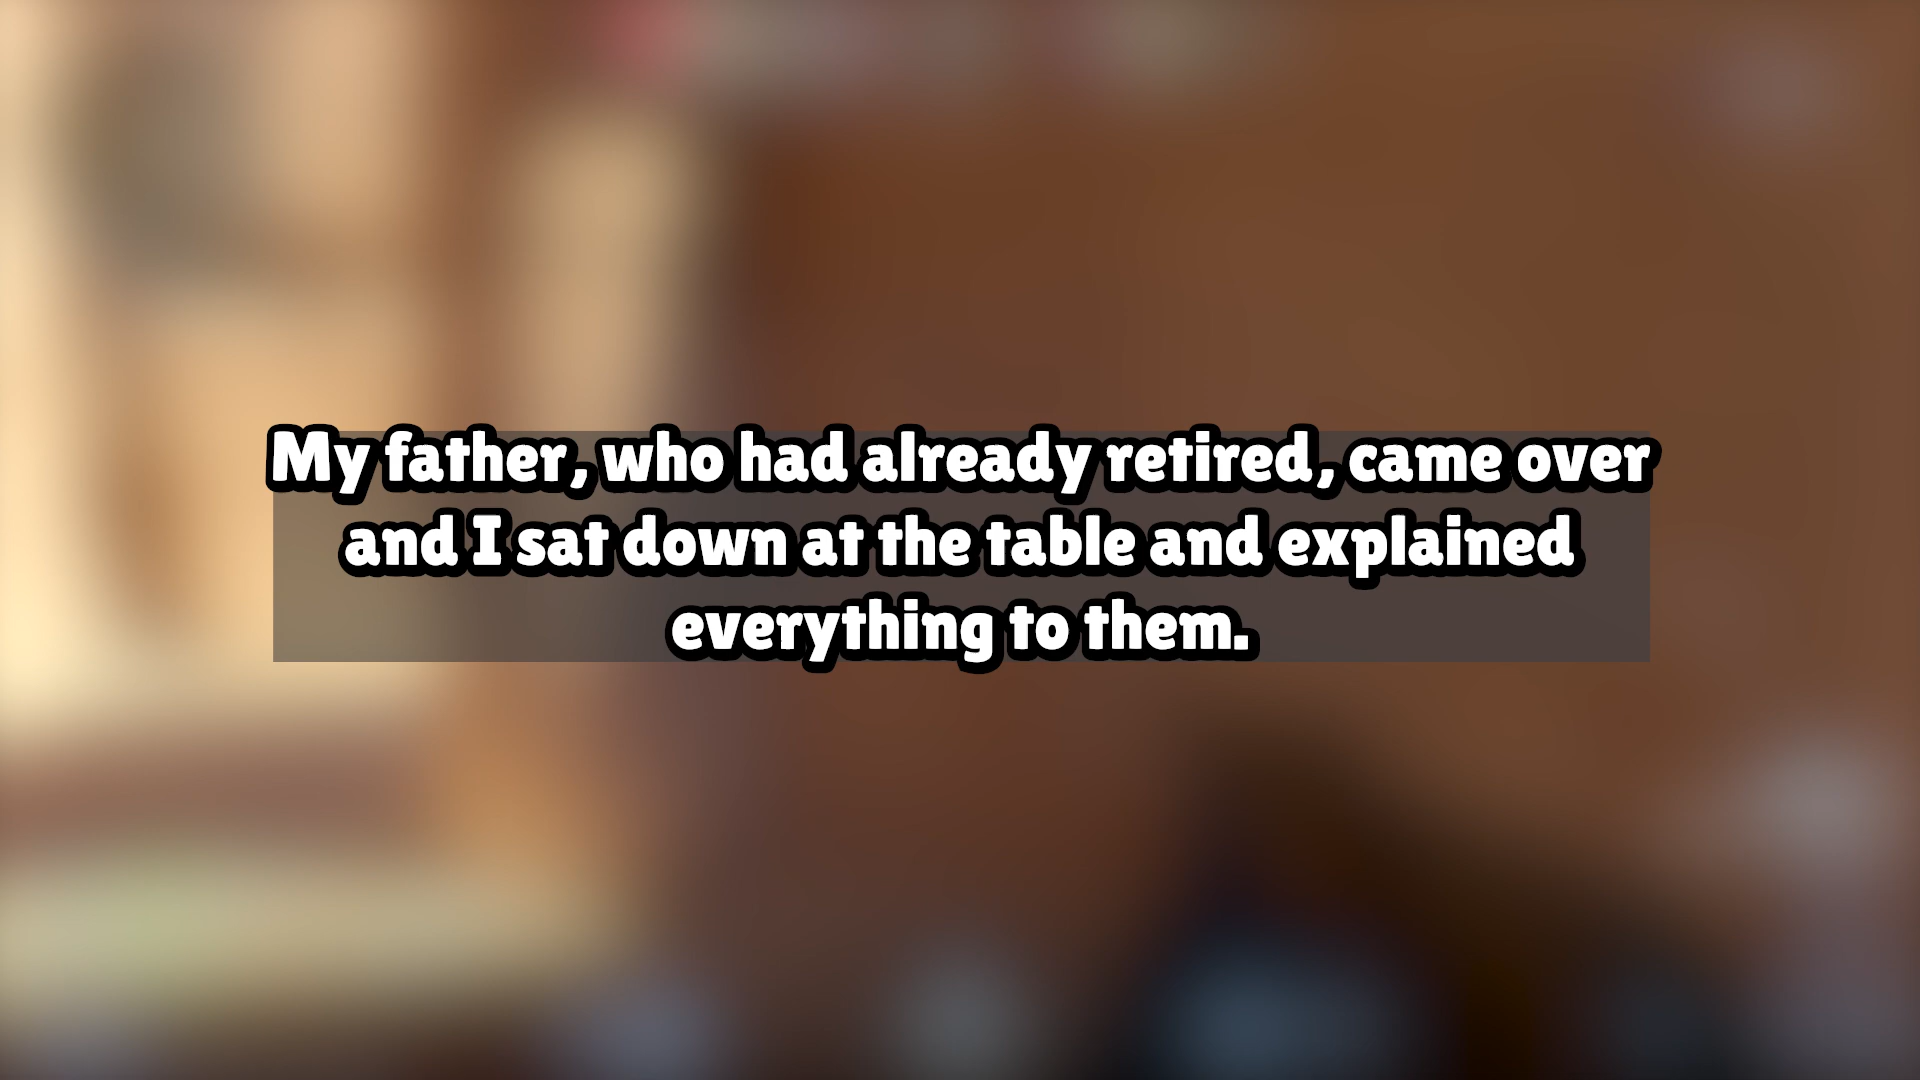 My father, who had already retired, came over
and I sat down at the table and explained
everything to them.